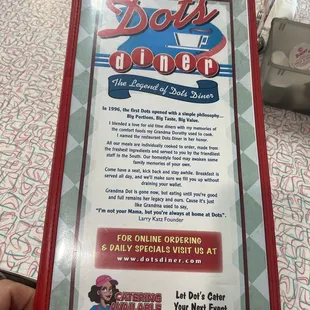 Dots
diner
The Legend of Dots Diner
In 1996, the first Dots opened with a simple philosophy...
Big Portions, Big Taste, Big Value.
I blended a love for old time diners with my memories of
the comfort foods my Grandma Dorothy used to cook.
I named the restaurant Dots Diner in her honor.
All our meals are individually cooked to order, made from
the freshest ingredients and served to you by the friendliest
staff in the South. Our homestyle food may awaken some
family memories of your own.
Come have a seat, kick back and stay awhile. Breakfast is
served all day, and we'll make sure we fill you up without
draining your wallet.
Grandma Dot is gone now, but eating until you're good
and full remains her legacy and ours. Cause it's just
like Grandma used to say,
"I'm not your Mama, but you're always at home at Dots".
Larry Katz Founder
FOR ONLINE ORDERING
& DAILY SPECIALS VISIT US AT
www.dotsdiner.com
CATERING
AVAILABLE
Let Dot's Cater
Your Next Event